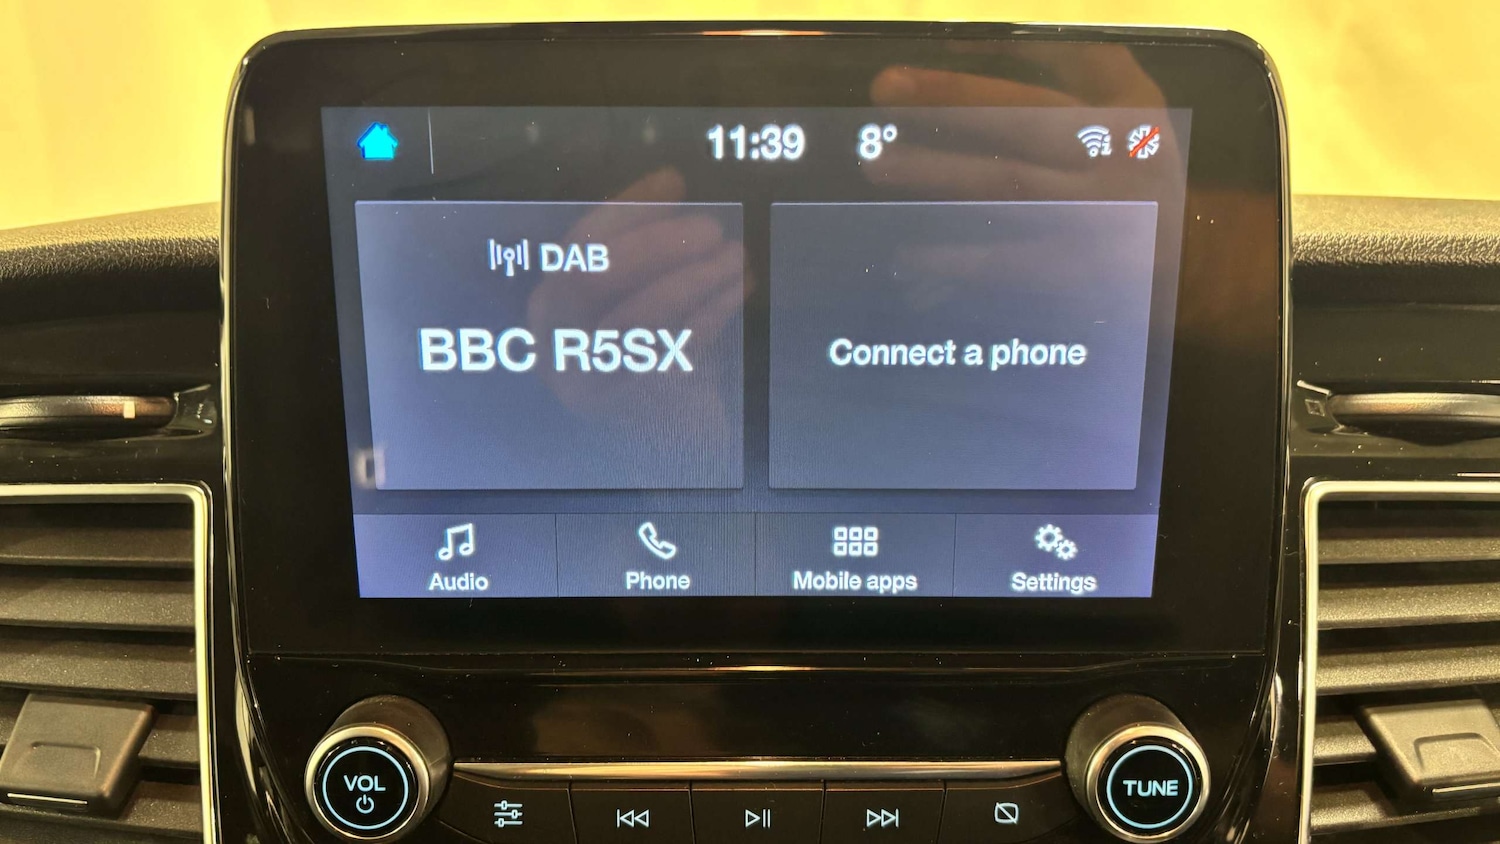 11:39 8°
DAB
BBC R5SX
Connect a phone
Audio
Phone
Mobile apps
Settings
VOL
TUNE